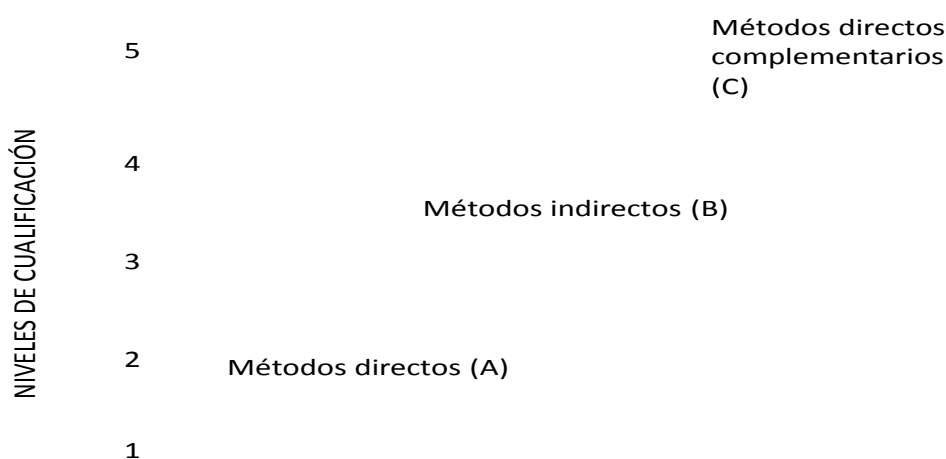 NIVELES DE CUALIFICACIÓN
5
Métodos directos
complementarios
(C)
4
Métodos indirectos (B)
3
2
Métodos directos (A)
1